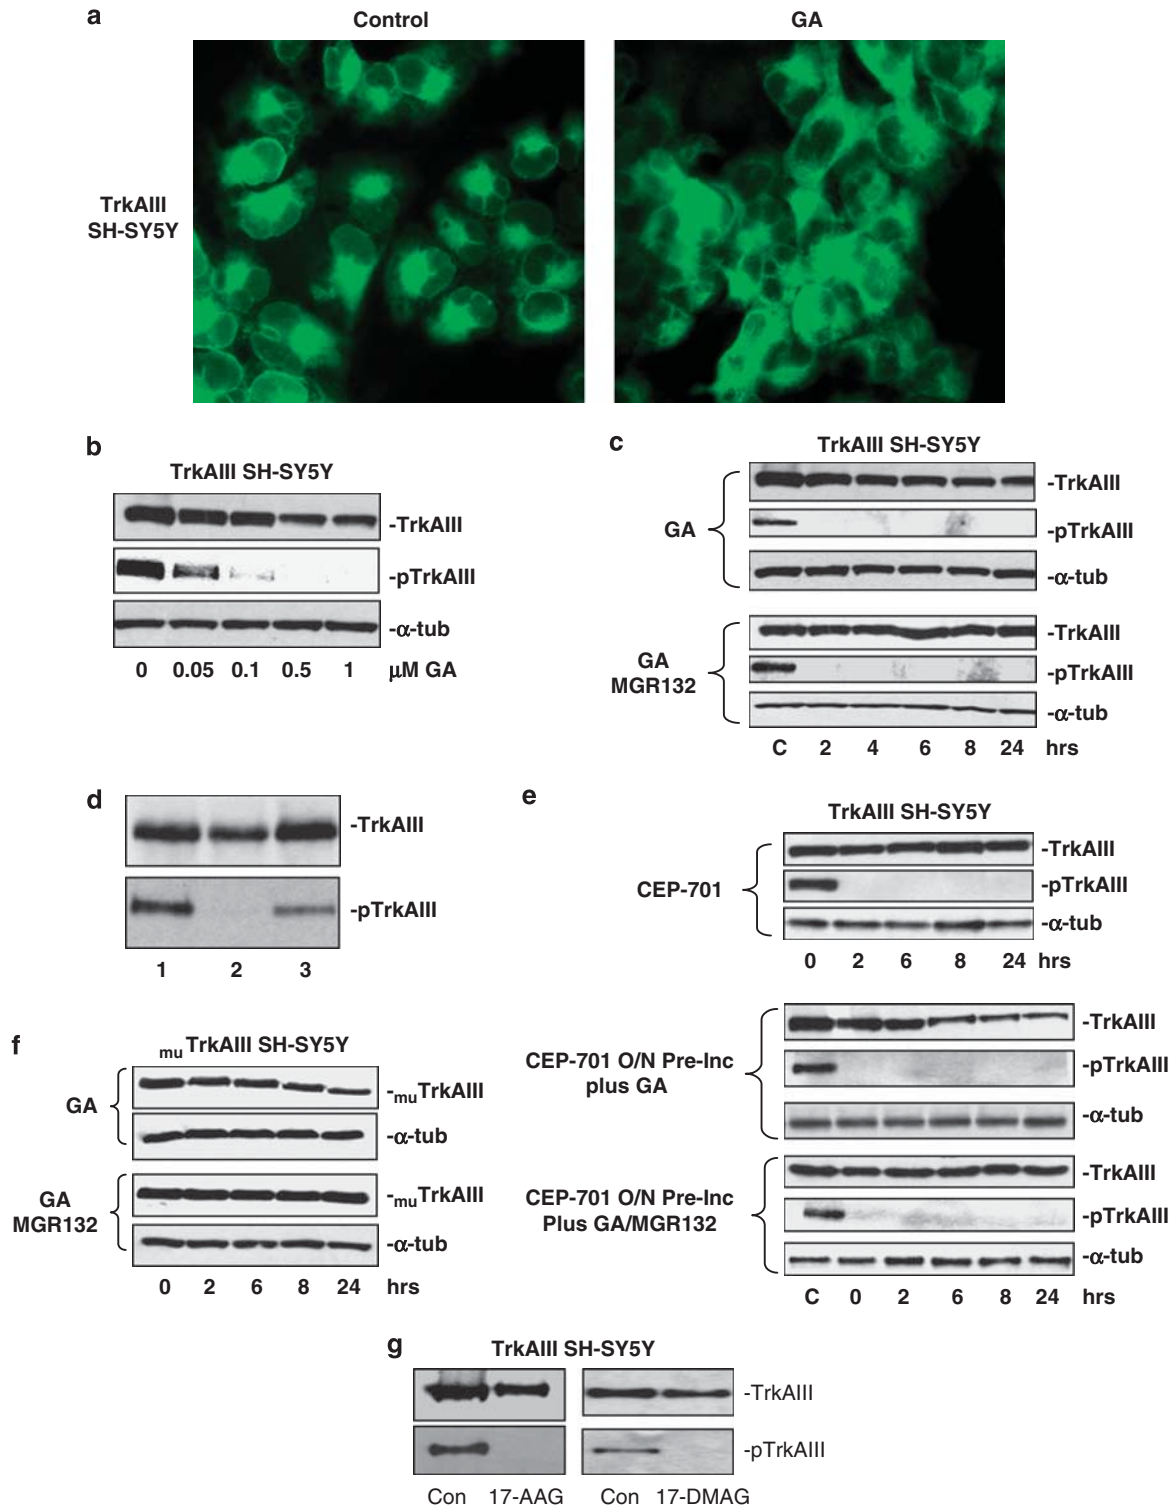 a
Control GA
TrkAIII
SH-SY5Y
b
TrkAIII SH-SY5Y
-TrkAIII
-pTrkAIII
-α-tub
0 0.05 0.1 0.5 1 μM GA
c
TrkAIII SH-SY5Y
GA
-TrkAIII
-pTrkAIII
-α-tub
GA
MGR132
-TrkAIII
-pTrkAIII
-α-tub
C 2 4 6 8 24 hrs
d
-TrkAIII
-pTrkAIII
1 2 3
e
TrkAIII SH-SY5Y
CEP-701
-TrkAIII
-pTrkAIII
-α-tub
0 2 6 8 24 hrs
CEP-701 O/N Pre-Inc
plus GA
-TrkAIII
-pTrkAIII
-α-tub
CEP-701 O/N Pre-Inc
Plus GA/MGR132
-TrkAIII
-pTrkAIII
-α-tub
C 0 2 6 8 24 hrs
f
muTrkAIII SH-SY5Y
GA
-muTrkAIII
-α-tub
GA
MGR132
-muTrkAIII
-α-tub
0 2 6 8 24 hrs
g
TrkAIII SH-SY5Y
-TrkAIII
-pTrkAIII
Con 17-AAG Con 17-DMAG